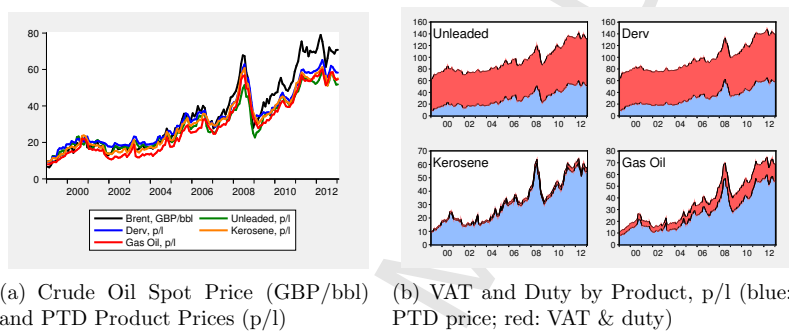 80
60
40
20
0
2000 2002 2004 2006 2008 2010 2012
Brent, GBP/bbl Unleaded, p/l
Derv, p/l Kerosene, p/l
Gas Oil, p/l
Unleaded
160
140
120
100
80
60
40
20
0
00 02 04 06 08 10 12
Derv
160
140
120
100
80
60
40
20
0
00 02 04 06 08 10 12
Kerosene
70
60
50
40
30
20
10
0
00 02 04 06 08 10 12
Gas Oil
80
70
60
50
40
30
20
10
0
00 02 04 06 08 10 12
(a) Crude Oil Spot Price (GBP/bbl)
and PTD Product Prices (p/l)
(b) VAT and Duty by Product, p/l (blue:
PTD price; red: VAT & duty)